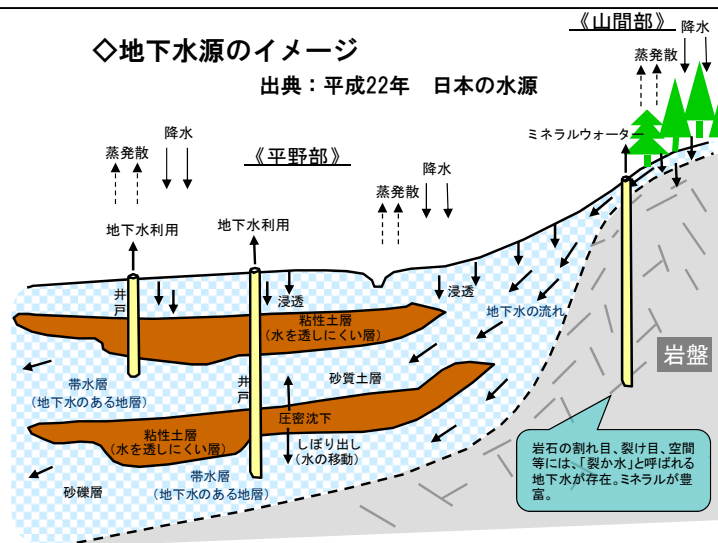 《山間部》
降水
◇地下水源のイメージ
蒸発散
出典：平成22年　日本の水源
ミネラルウォーター
降水
《平野部》
蒸発散
降水
蒸発散
地下水利用
地下水利用
井戸
浸透
浸透
粘性土層
（水を透しにくい層）
地下水の流れ
岩盤
帯水層
（地下水のある地層）
井戸
砂質土層
圧密沈下
粘性土層
（水を透しにくい層）
しぼり出し
（水の移動）
帯水層
（地下水のある地層）
砂礫層
岩石の割れ目、裂け目、空間
等には、「裂か水」と呼ばれる
地下水が存在。ミネラルが豊
富。